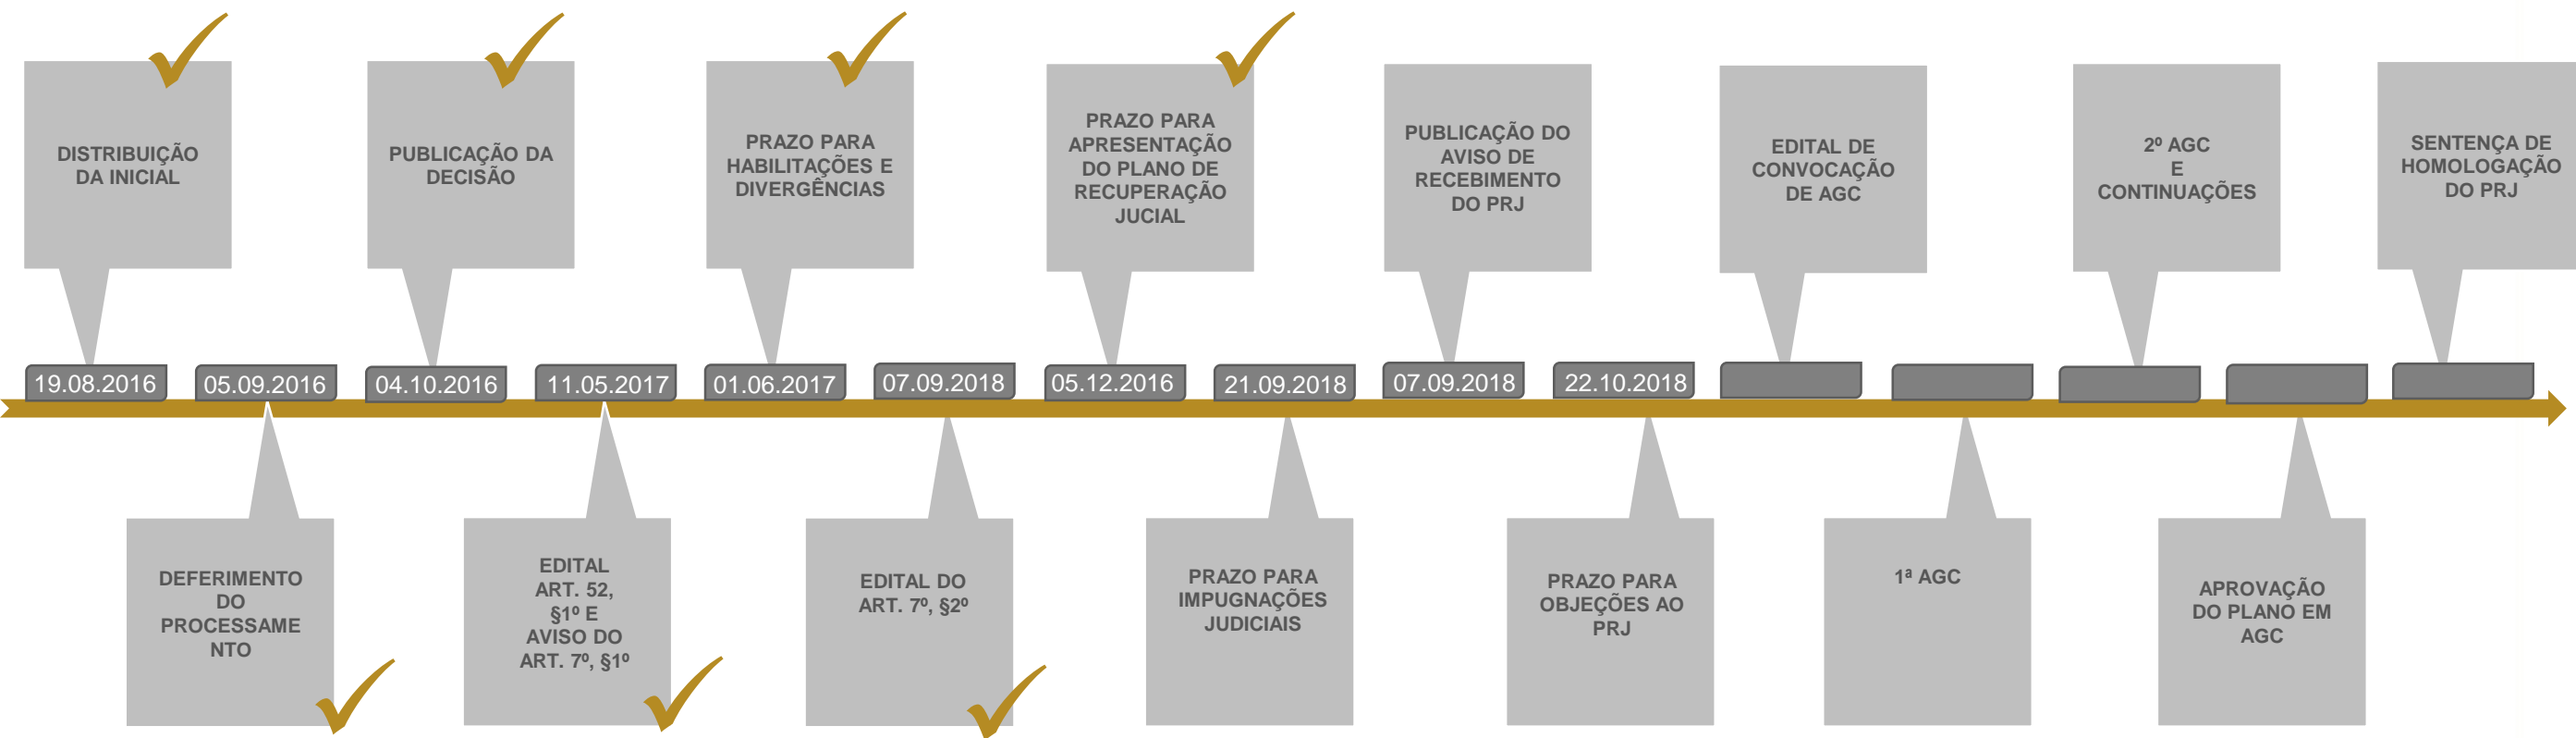 DISTRIBUIÇÃO
DA INICIAL
PUBLICAÇÃO DA
DECISÃO
PRAZO PARA
HABILITAÇÕES E
DIVERGÊNCIAS
PRAZO PARA
APRESENTAÇÃO
DO PLANO DE
RECUPERAÇÃO
JUCIAL
PUBLICAÇÃO DO
AVISO DE
RECEBIMENTO
DO PRJ
EDITAL DE
CONVOCAÇÃO
DE AGC
2º AGC
E
CONTINUAÇÕES
SENTENÇA DE
HOMOLOGAÇÃO
DO PRJ
19.08.2016
05.09.2016
04.10.2016
11.05.2017
01.06.2017
07.09.2018
05.12.2016
21.09.2018
07.09.2018
22.10.2018
DEFERIMENTO
DO
PROCESSAME
NTO
EDITAL
ART. 52,
§1º E
AVISO DO
ART. 7º, §1º
EDITAL DO
ART. 7º, §2º
PRAZO PARA
IMPUGNAÇÕES
JUDICIAIS
PRAZO PARA
OBJEÇÕES AO
PRJ
1ª AGC
APROVAÇÃO
DO PLANO EM
AGC